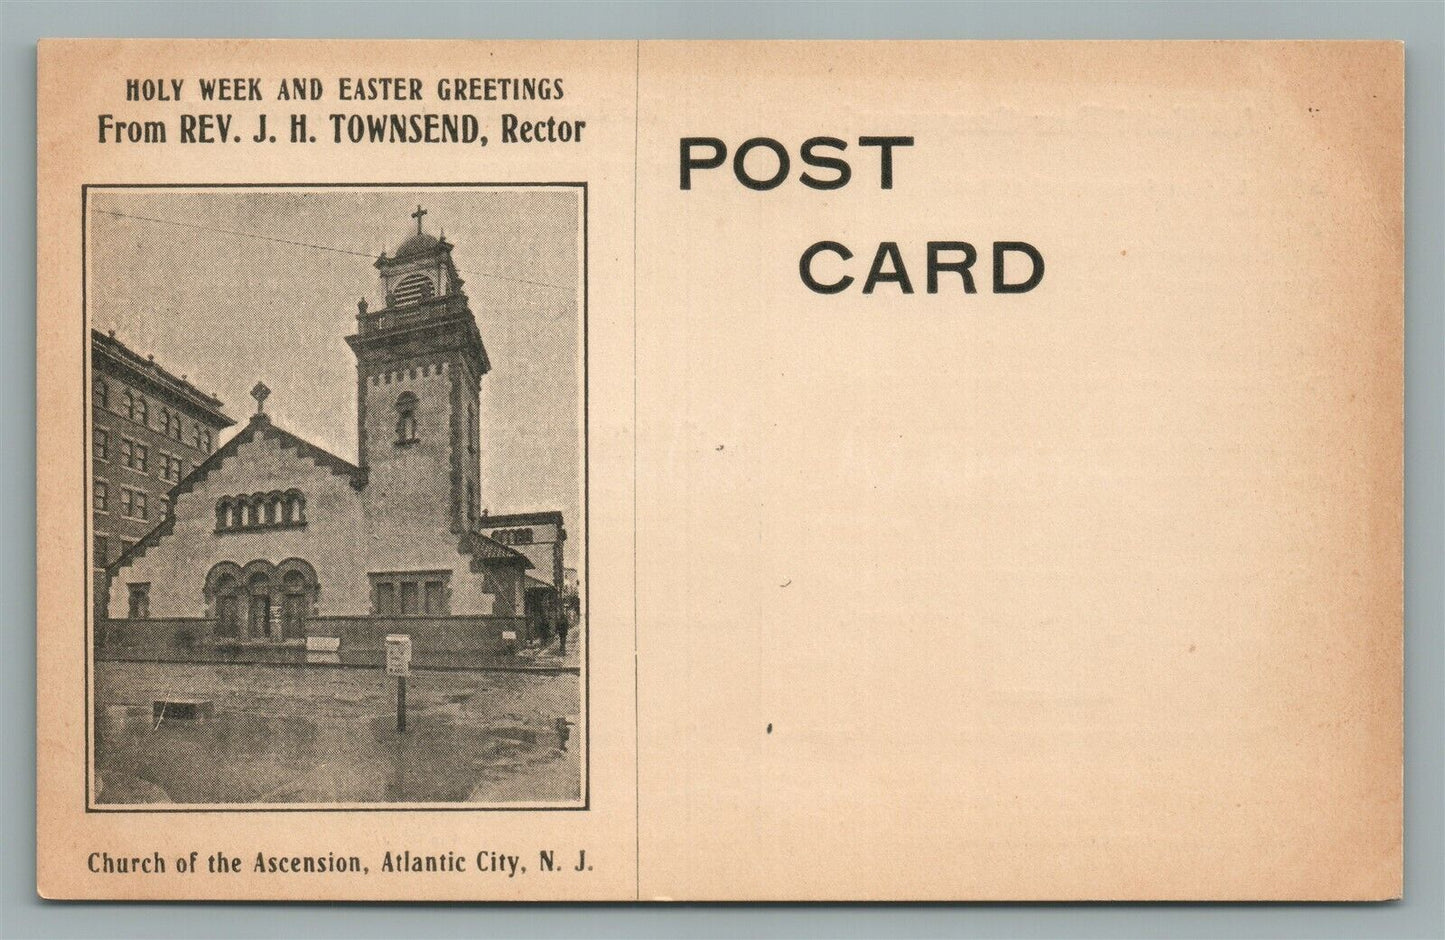 HOLY WEEK AND EASTER GREETINGS
From REV. J. H. TOWNSEND, Rector
Church of the Ascension, Atlantic City, N. J.
POST
CARD